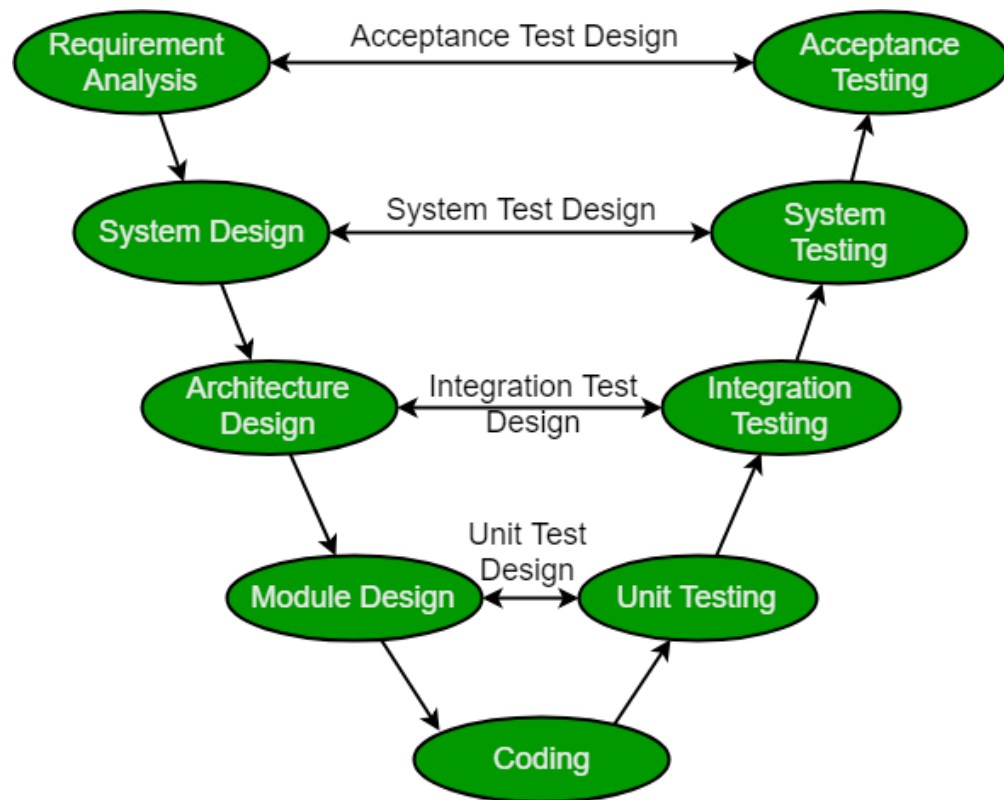 Requirement
Analysis
Acceptance Test Design
Acceptance
Testing
System Design
System Test Design
System
Testing
Architecture
Design
Integration Test
Design
Integration
Testing
Module Design
Unit Test
Design
Unit Testing
Coding